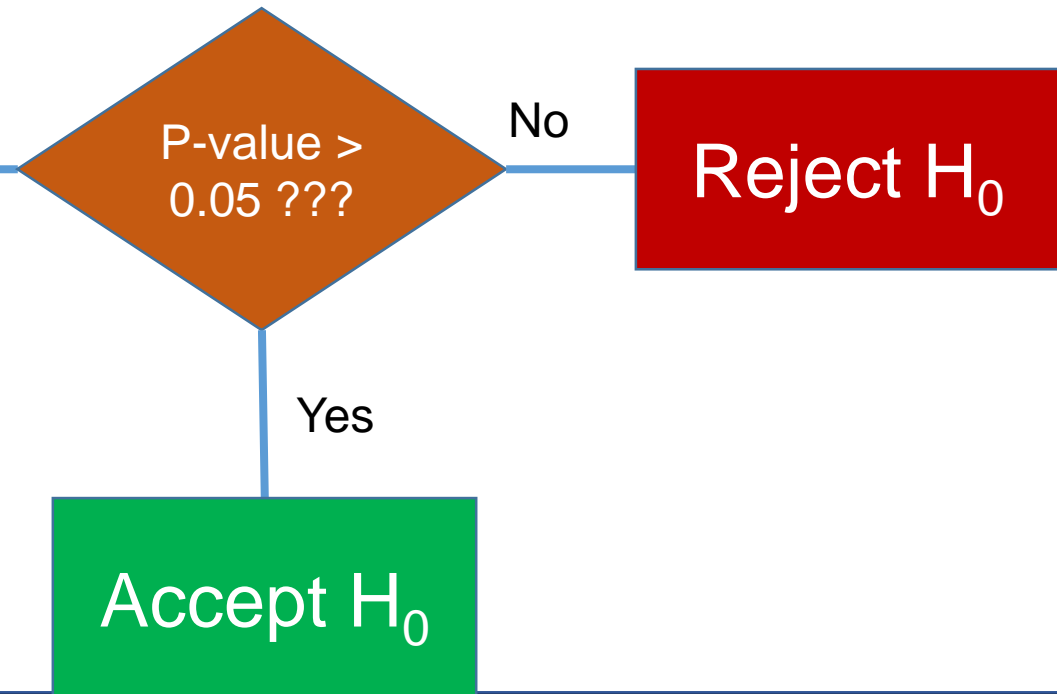 P-value >
0.05 ???
No
Reject H₀
Yes
Accept H₀